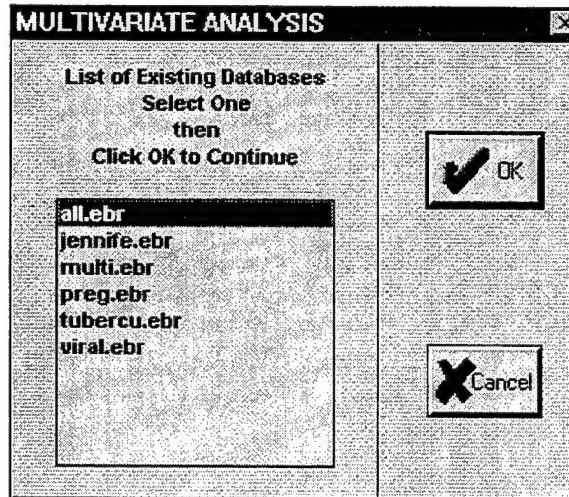 MULTIVARIATE ANALYSIS
List of Existing Databases
Select One
then
Click OK to Continue
all.ebr
jennife.ebr
multi.ebr
preg.ebr
tubercu.ebr
viral.ebr
OK
Cancel